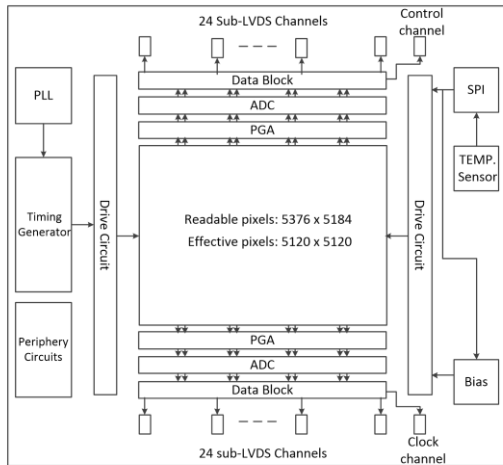 24 Sub-LVDS Channels
Control
channel
Data Block
ADC
PGA
PLL
SPI
TEMP.
Sensor
Timing
Generator
Drive Circuit
Readable pixels: 5376 x 5184
Effective pixels: 5120 x 5120
Drive Circuit
Periphery
Circuits
PGA
ADC
Data Block
Bias
24 sub-LVDS Channels
Clock
channel